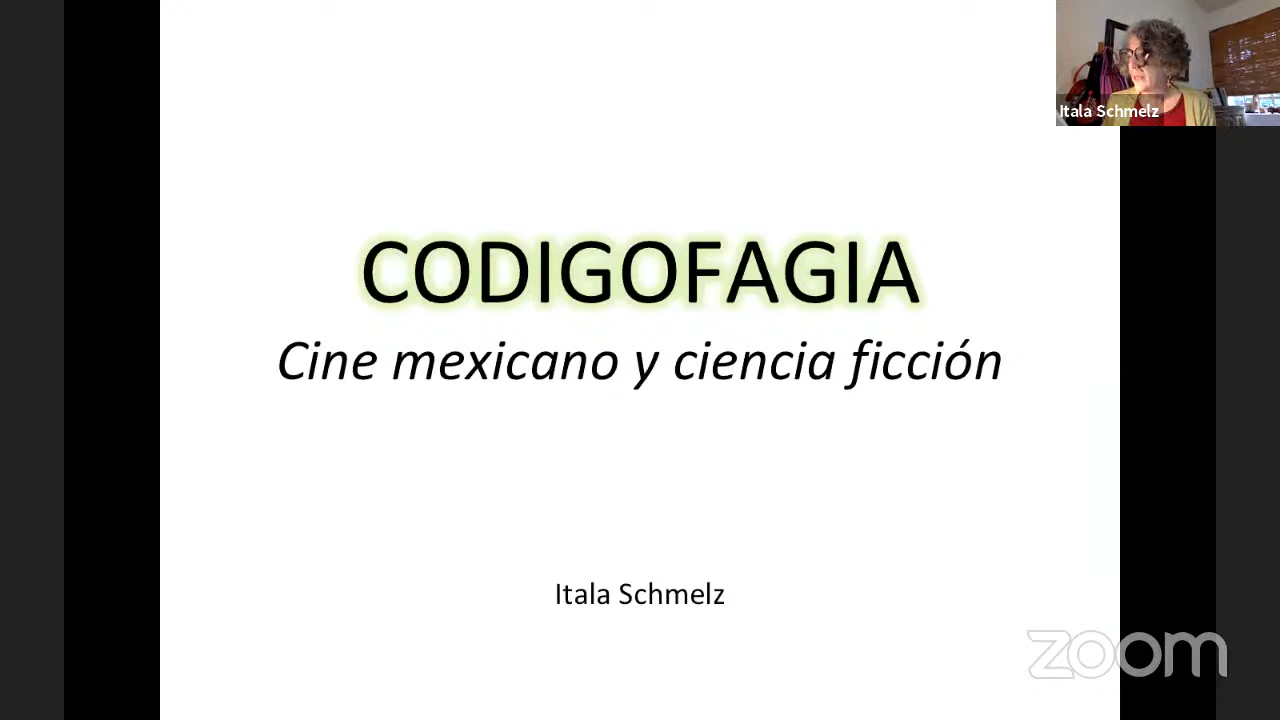 Itala Schmelz
CODIGOFAGIA
Cine mexicano y ciencia ficción
Itala Schmelz
zoom